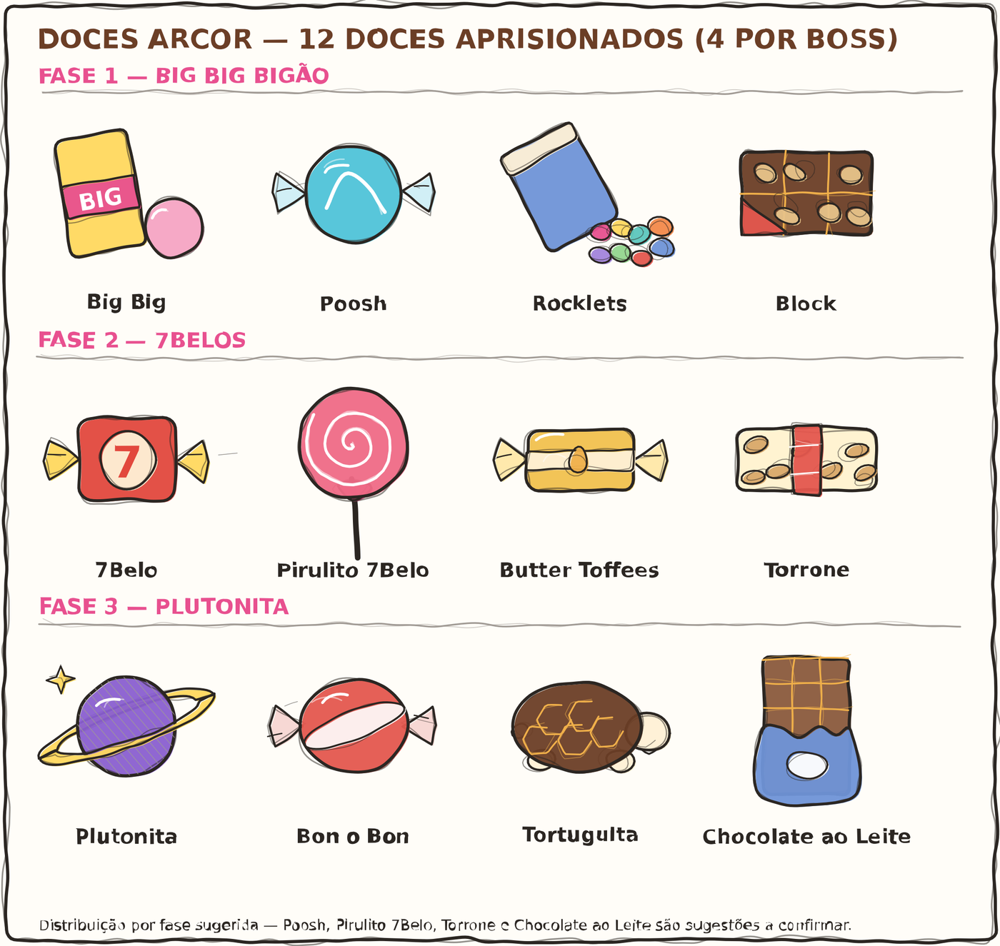 DOCES ARCOR — 12 DOCES APRISIONADOS (4 POR BOSS)
FASE 1 — BIG BIG BIGÃO
BIG
Big Big
Poosh
Rocklets
Block
FASE 2 — 7BELOS
7
7Belo
Pirulito 7Belo
Butter Toffees
Torrone
FASE 3 — PLUTONITA
Plutonita
Bon o Bon
Tortuguita
Chocolate ao Leite
Distribuição por fase sugerida — Poosh, Pirulito 7Belo, Torrone e Chocolate ao Leite são sugestões a confirmar.